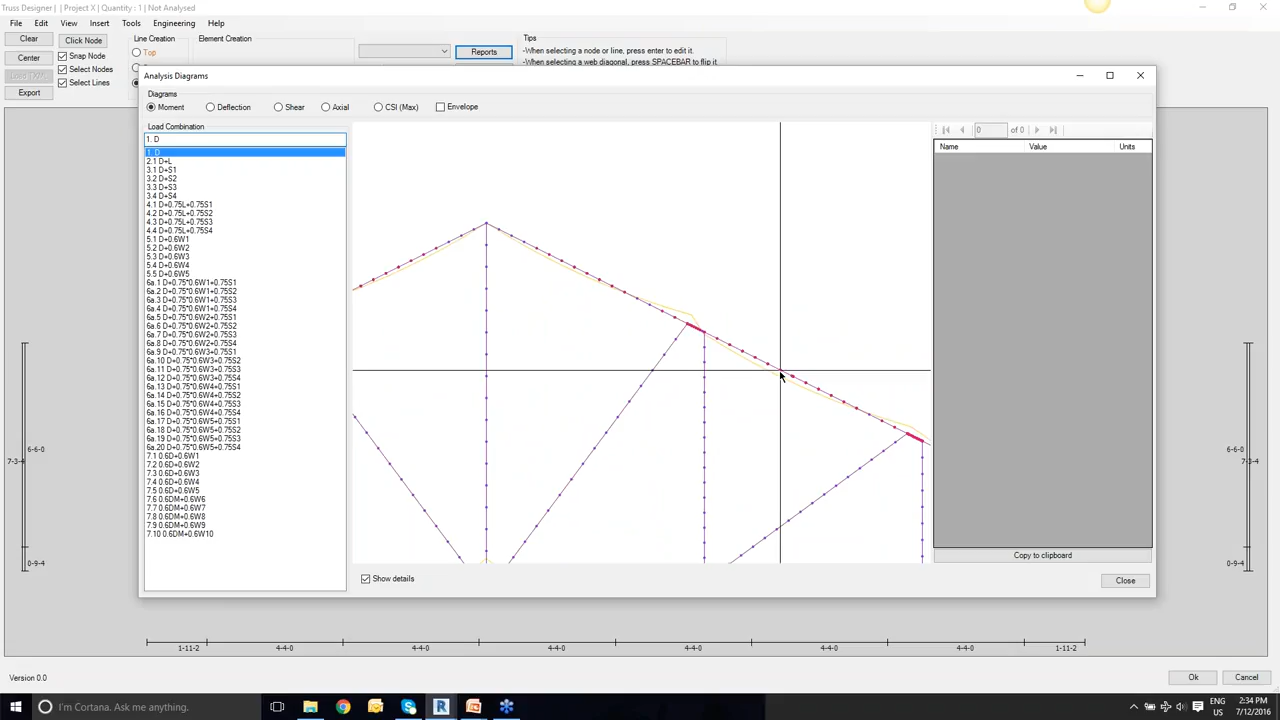 Truss Designer | | Project X | Quantity : 1 | Not Analysed
File Edit View Insert Tools Engineering Help
Clear
Click Node
Line Creation
Element Creation
Reports
Tips
Top
Center
Snap Node
-When selecting a node or line, press enter to edit it.
Select Nodes
-When selecting a web diagonal, press SPACEBAR to flip it
Load TXML
Select Lines
Export
Analysis Diagrams
Diagrams
Moment Deflection Shear Axial CSI (Max) Envelope
Load Combination
1. D
0 of 0
Name Value Units
1. D
2.1 D+L
3.1 D+S1
3.2 D+S2
3.3 D+S3
3.4 D+S4
4.1 D+0.75L+0.75S1
4.2 D+0.75L+0.75S2
4.3 D+0.75L+0.75S3
4.4 D+0.75L+0.75S4
5.1 D+0.6W1
5.2 D+0.6W2
5.3 D+0.6W3
5.4 D+0.6W4
5.5 D+0.6W5
6a.1 D+0.75*0.6W1+0.75S1
6a.2 D+0.75*0.6W1+0.75S2
6a.3 D+0.75*0.6W1+0.75S3
6a.4 D+0.75*0.6W1+0.75S4
6a.5 D+0.75*0.6W2+0.75S1
6a.6 D+0.75*0.6W2+0.75S2
6a.7 D+0.75*0.6W2+0.75S3
6a.8 D+0.75*0.6W2+0.75S4
6a.9 D+0.75*0.6W3+0.75S1
6a.10 D+0.75*0.6W3+0.75S2
6a.11 D+0.75*0.6W3+0.75S3
6a.12 D+0.75*0.6W3+0.75S4
6a.13 D+0.75*0.6W4+0.75S1
6a.14 D+0.75*0.6W4+0.75S2
6a.15 D+0.75*0.6W4+0.75S3
6a.16 D+0.75*0.6W4+0.75S4
6a.17 D+0.75*0.6W5+0.75S1
6a.18 D+0.75*0.6W5+0.75S2
6a.19 D+0.75*0.6W5+0.75S3
6a.20 D+0.75*0.6W5+0.75S4
7.1 0.6D+0.6W1
7.2 0.6D+0.6W2
7.3 0.6D+0.6W3
7.4 0.6D+0.6W4
7.5 0.6D+0.6W5
7.6 0.6DM+0.6W6
7.7 0.6DM+0.6W7
7.8 0.6DM+0.6W8
7.9 0.6DM+0.6W9
7.10 0.6DM+0.6W10
6-6-0
7-3-4
0-9-4
6-6-0
7-3-4
0-9-4
Copy to clipboard
Show details
Close
1-11-2 4-4-0 4-4-0 4-4-0 4-4-0 4-4-0 1-11-2
Version 0.0
Ok Cancel
I'm Cortana. Ask me anything.
ENG
US
2:34 PM
7/12/2016